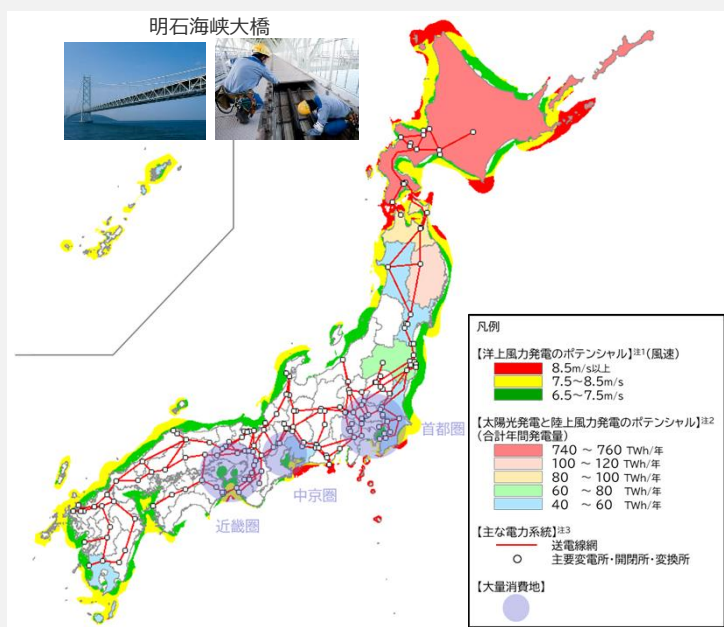 明石海峡大橋
首都圏
中京圏
近畿圏
凡例
【洋上風力発電のポテンシャル】注1(風速)
8.5m/s以上
7.5～8.5m/s
6.5～7.5m/s
【太陽光発電と陸上風力発電のポテンシャル】注2
(合計年間発電量)
740 ～ 760 TWh/年
100 ～ 120 TWh/年
80 ～ 100 TWh/年
60 ～ 80 TWh/年
40 ～ 60 TWh/年
【主な電力系統】注3
送電線網
主要変電所・開閉所・変換所
【大量消費地】